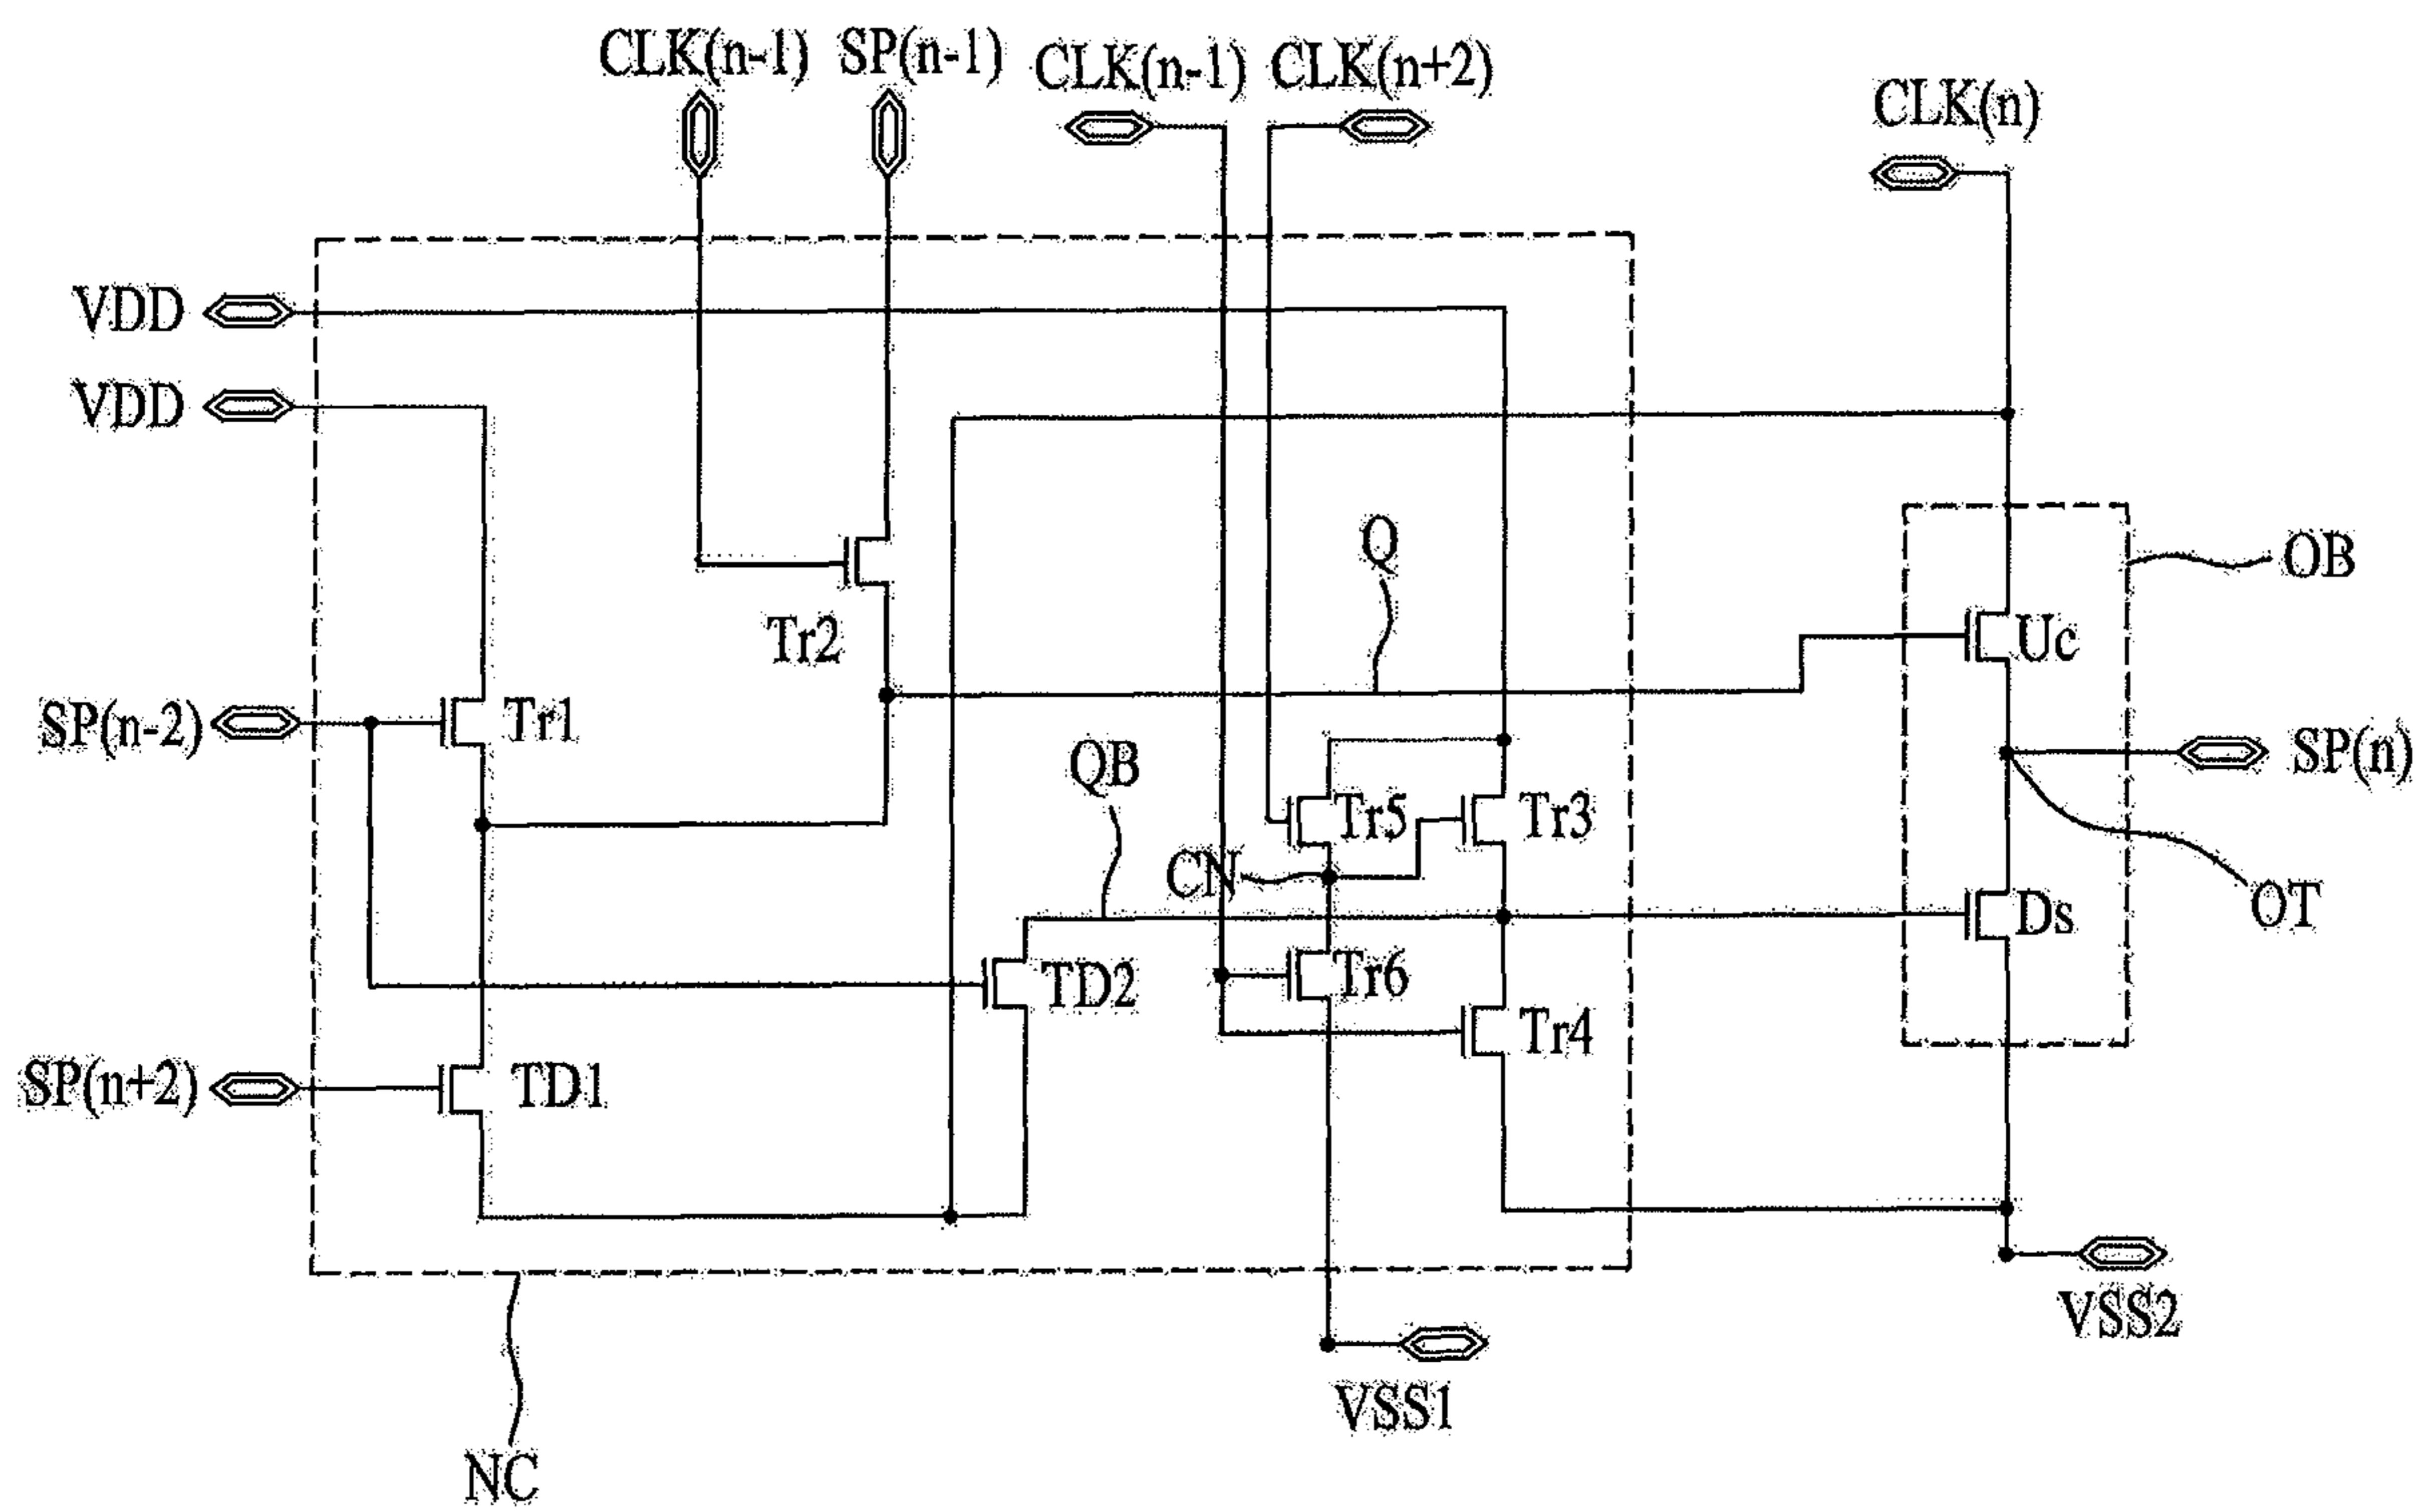 CLK(n-1)
SP(n-1)
CLK(n-1)
CLK(n+2)
CLK(n)
VDD
VDD
Q
OB
Tr2
Uc
SP(n-2)
Tr1
QB
SP(n)
Tr5
Tr3
CN
OT
Ds
TD2
Tr6
Tr4
SP(n+2)
TD1
VSS2
VSS1
NC